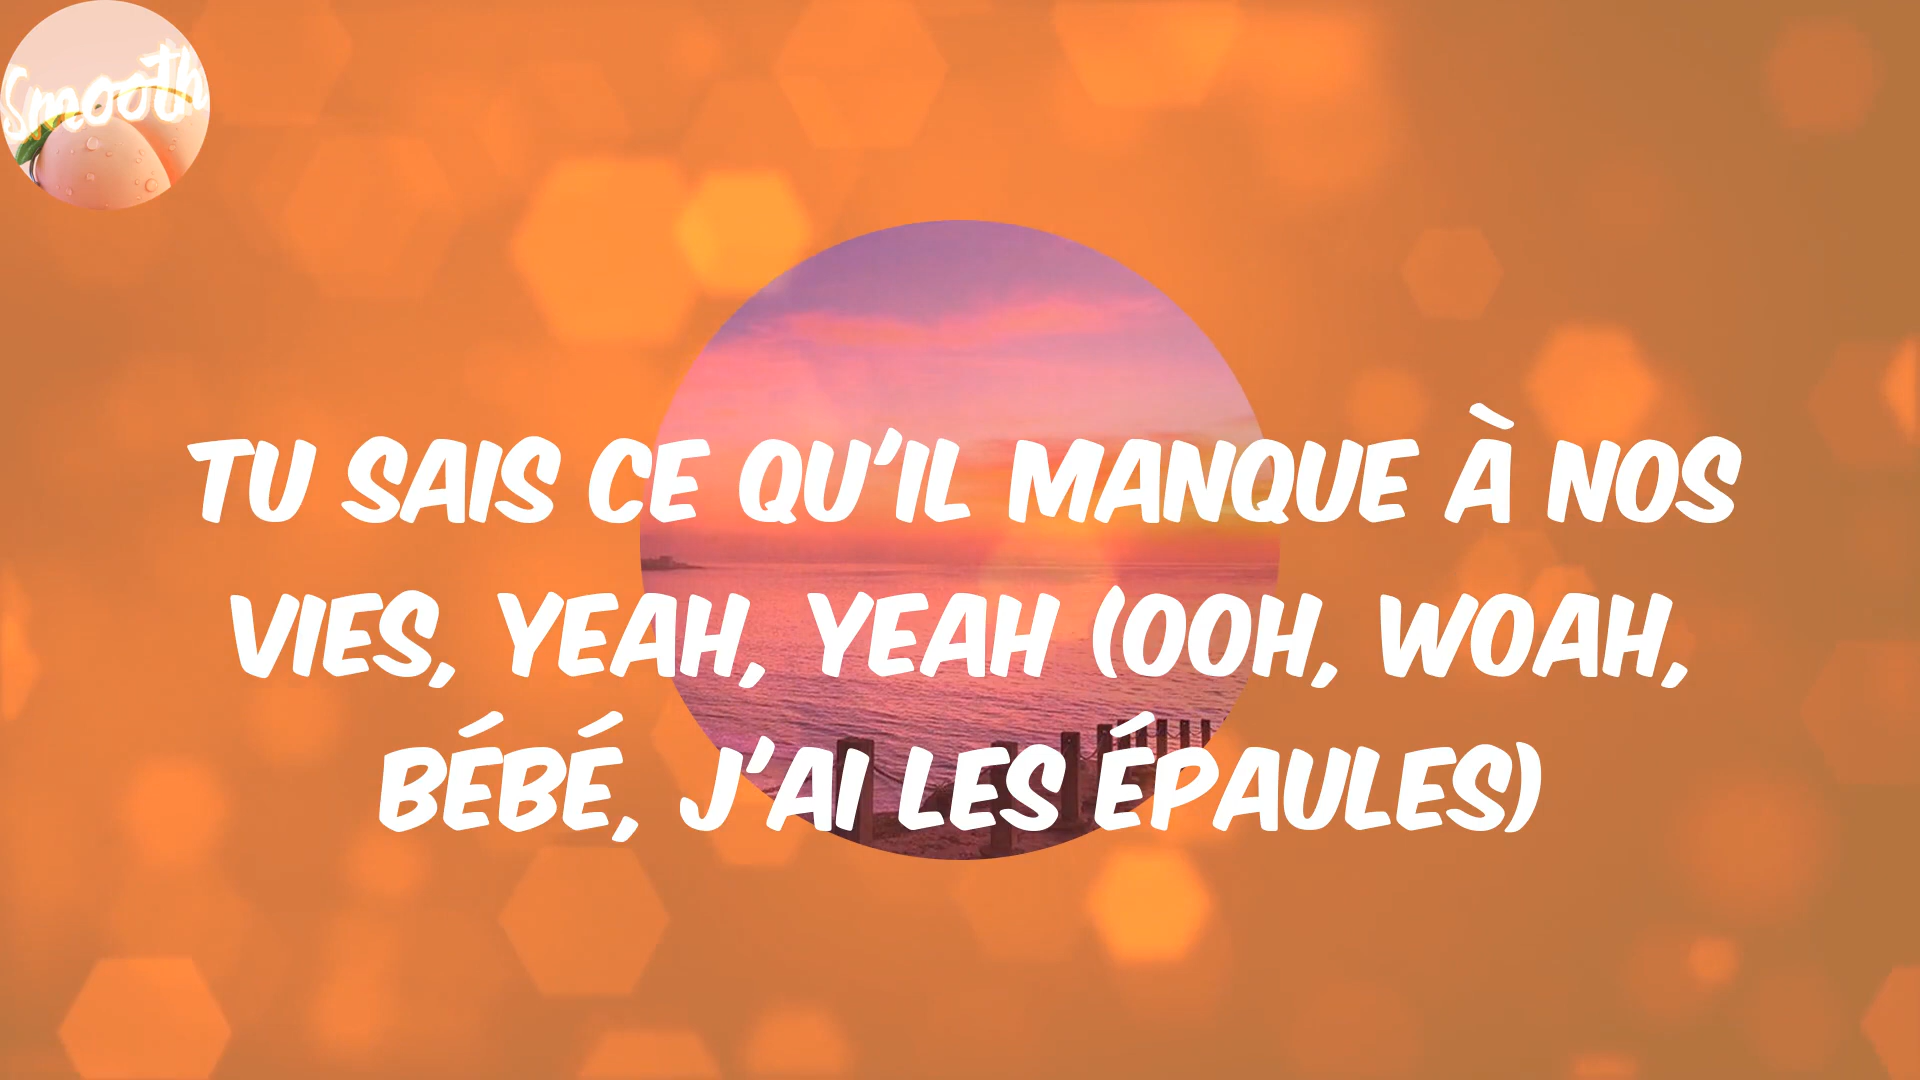 Smooth
TU SAIS CE QU'IL MANQUE À NOS
VIES, YEAH, YEAH (OOH, WOAH,
BÉBÉ, J'AI LES ÉPAULES)